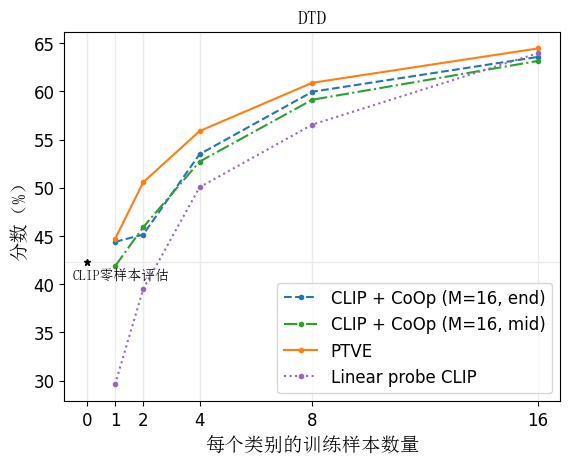 DTD
分数（%）
65
60
55
50
45
40
35
30
CLIP零样本评估
CLIP + CoOp (M=16, end)
CLIP + CoOp (M=16, mid)
PTVE
Linear probe CLIP
0 1 2 4 8 16
每个类别的训练样本数量